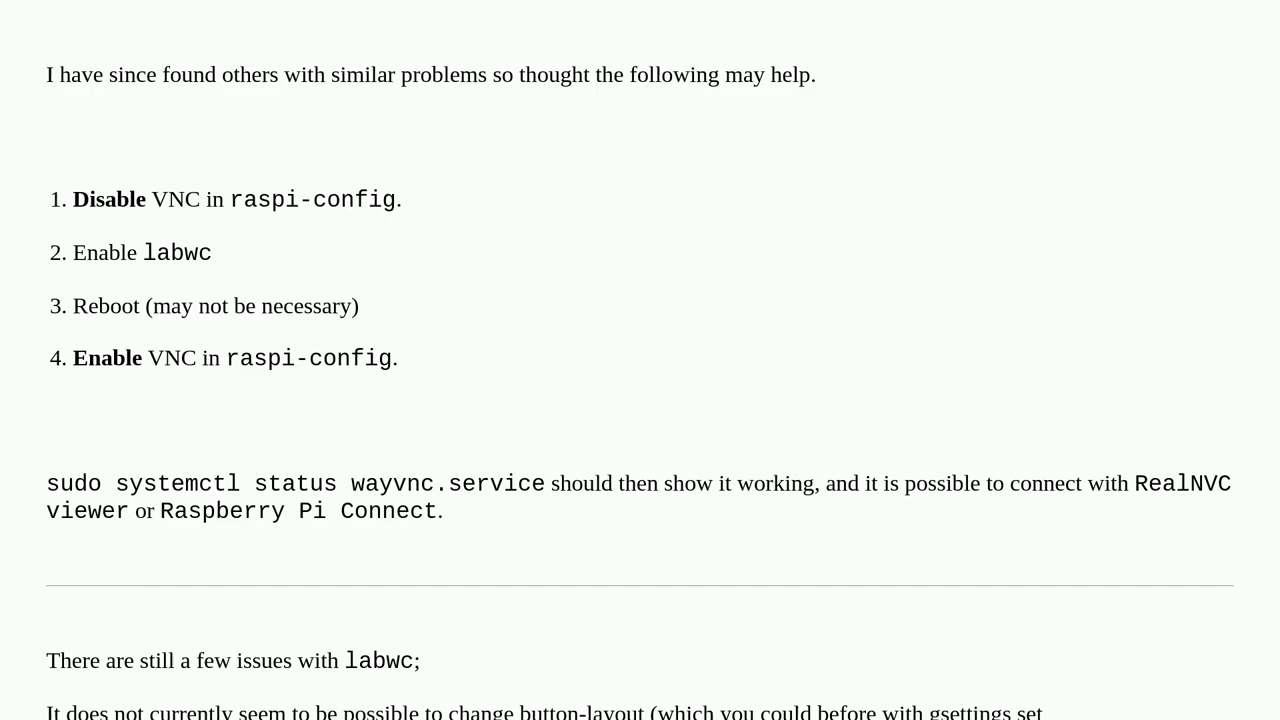 I have since found others with similar problems so thought the following may help.
1. Disable VNC in raspi-config.
2. Enable labwc
3. Reboot (may not be necessary)
4. Enable VNC in raspi-config.
sudo systemctl status wayvnc.service should then show it working, and it is possible to connect with RealNVC
viewer or Raspberry Pi Connect.
There are still a few issues with labwc;
It does not currently seem to be possible to change button-layout (which you could before with gsettings set